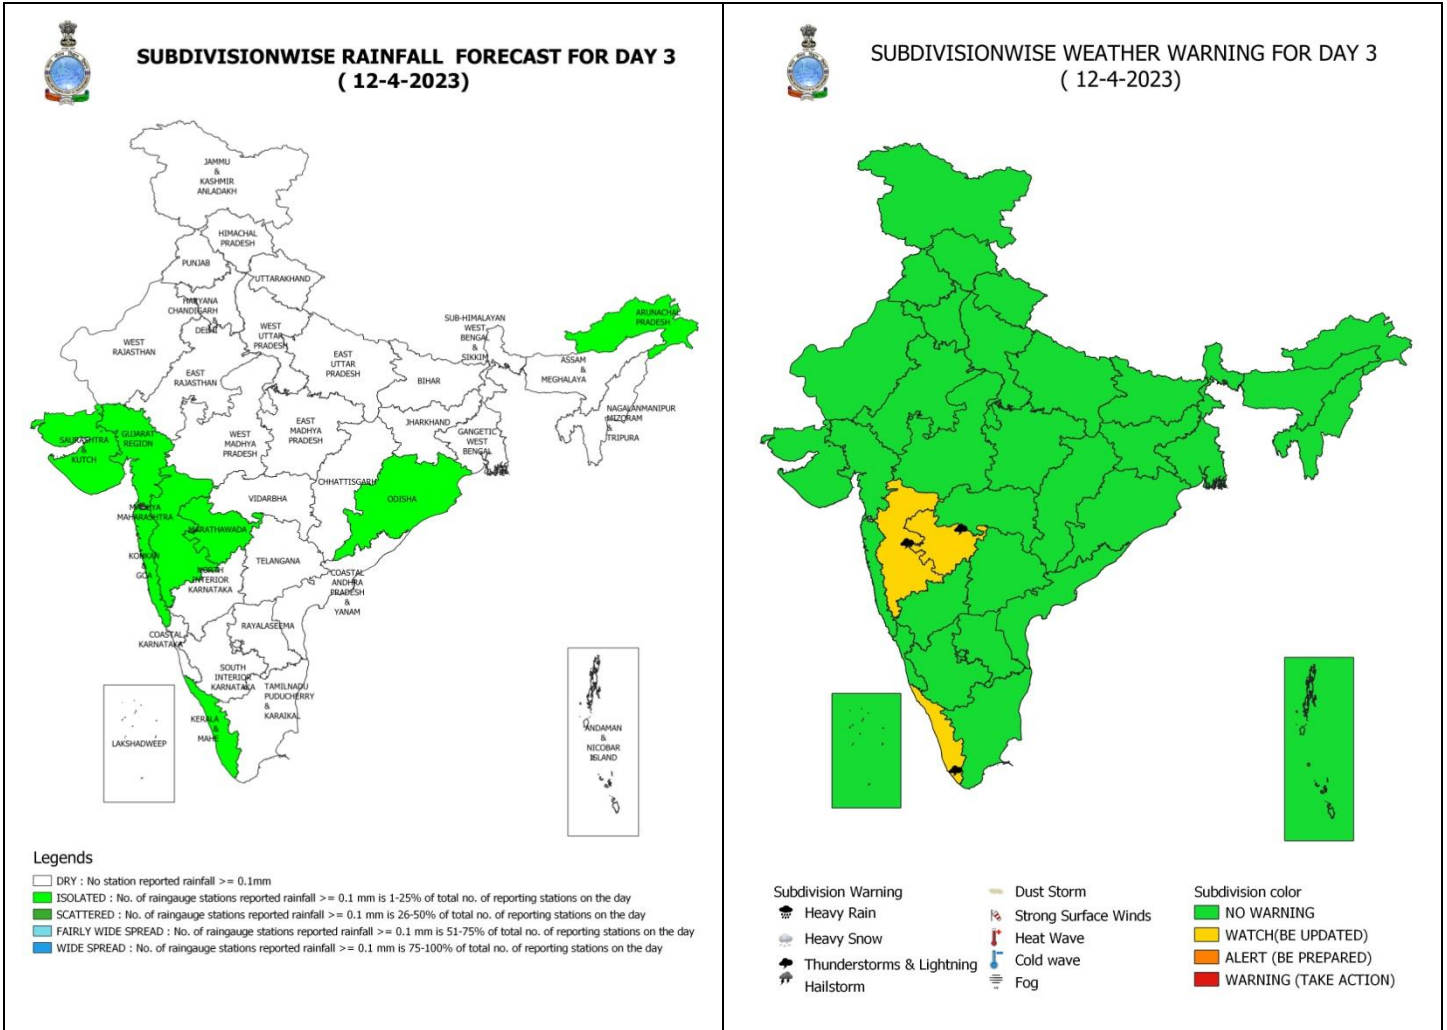 SUBDIVISIONWISE RAINFALL FORECAST FOR DAY 3
( 12-4-2023)
JAMMU
&
KASHMIR
ANLADAKH
HIMACHAL
PRADESH
PUNJAB
UTTARAKHAND
HARYANA
CHANDIGARH
&
DELHI
WEST
RAJASTHAN
WEST
UTTAR
PRADESH
EAST
RAJASTHAN
EAST
UTTAR
PRADESH
SUB-HIMALAYAN
WEST
BENGAL
&
SIKKIM
ARUNACHAL
PRADESH
ASSAM
&
MEGHALAYA
BIHAR
NAGALANMANIPUR
MIZORAM
&
TRIPURA
JHARKHAND
GANGETIC
WEST
BENGAL
EAST
MADHYA
PRADESH
WEST
MADHYA
PRADESH
GUJARAT
REGION
SAURASHTRA
&
KUTCH
CHHATTISGARH
ODISHA
VIDARBHA
MADHYA
MAHARASHTRA
MARATHAWADA
KONKAN
&
GOA
NORTH
INTERIOR
KARNATAKA
TELANGANA
COASTAL
ANDHRA
PRADESH
&
YANAM
RAYALASEEMA
COASTAL
KARNATAKA
SOUTH
INTERIOR
KARNATAKA
TAMILNADU
PUDUCHERRY
&
KARAIKAL
KERALA
&
MAHE
LAKSHADWEEP
ANDAMAN
&
NICOBAR
ISLAND
Legends
DRY : No station reported rainfall >= 0.1mm
ISOLATED : No. of raingauge stations reported rainfall >= 0.1 mm is 1-25% of total no. of reporting stations on the day
SCATTERED : No. of raingauge stations reported rainfall >= 0.1 mm is 26-50% of total no. of reporting stations on the day
FAIRLY WIDE SPREAD : No. of raingauge stations reported rainfall >= 0.1 mm is 51-75% of total no. of reporting stations on the day
WIDE SPREAD : No. of raingauge stations reported rainfall >= 0.1 mm is 75-100% of total no. of reporting stations on the day
SUBDIVISIONWISE WEATHER WARNING FOR DAY 3
( 12-4-2023)
Subdivision Warning
Heavy Rain
Heavy Snow
Thunderstorms & Lightning
Hailstorm
Dust Storm
Strong Surface Winds
Heat Wave
Cold wave
Fog
Subdivision color
NO WARNING
WATCH(BE UPDATED)
ALERT (BE PREPARED)
WARNING (TAKE ACTION)